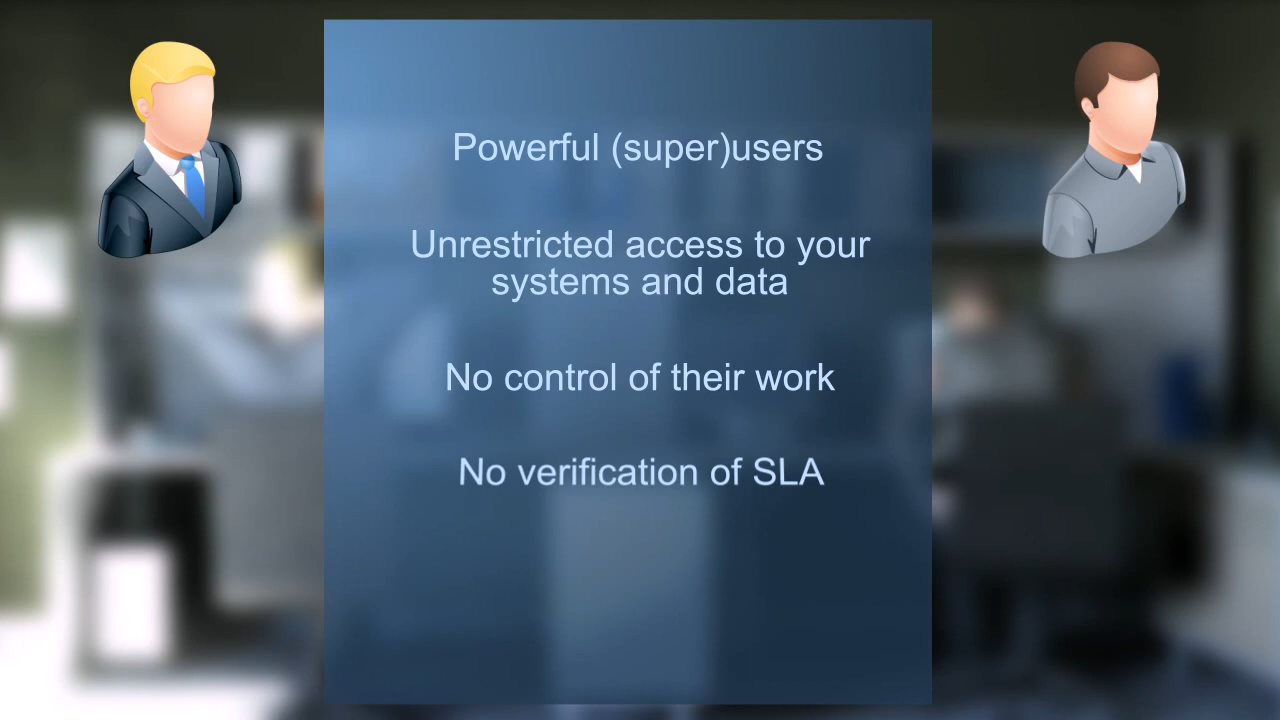 Powerful (super)users
Unrestricted access to your
systems and data
No control of their work
No verification of SLA